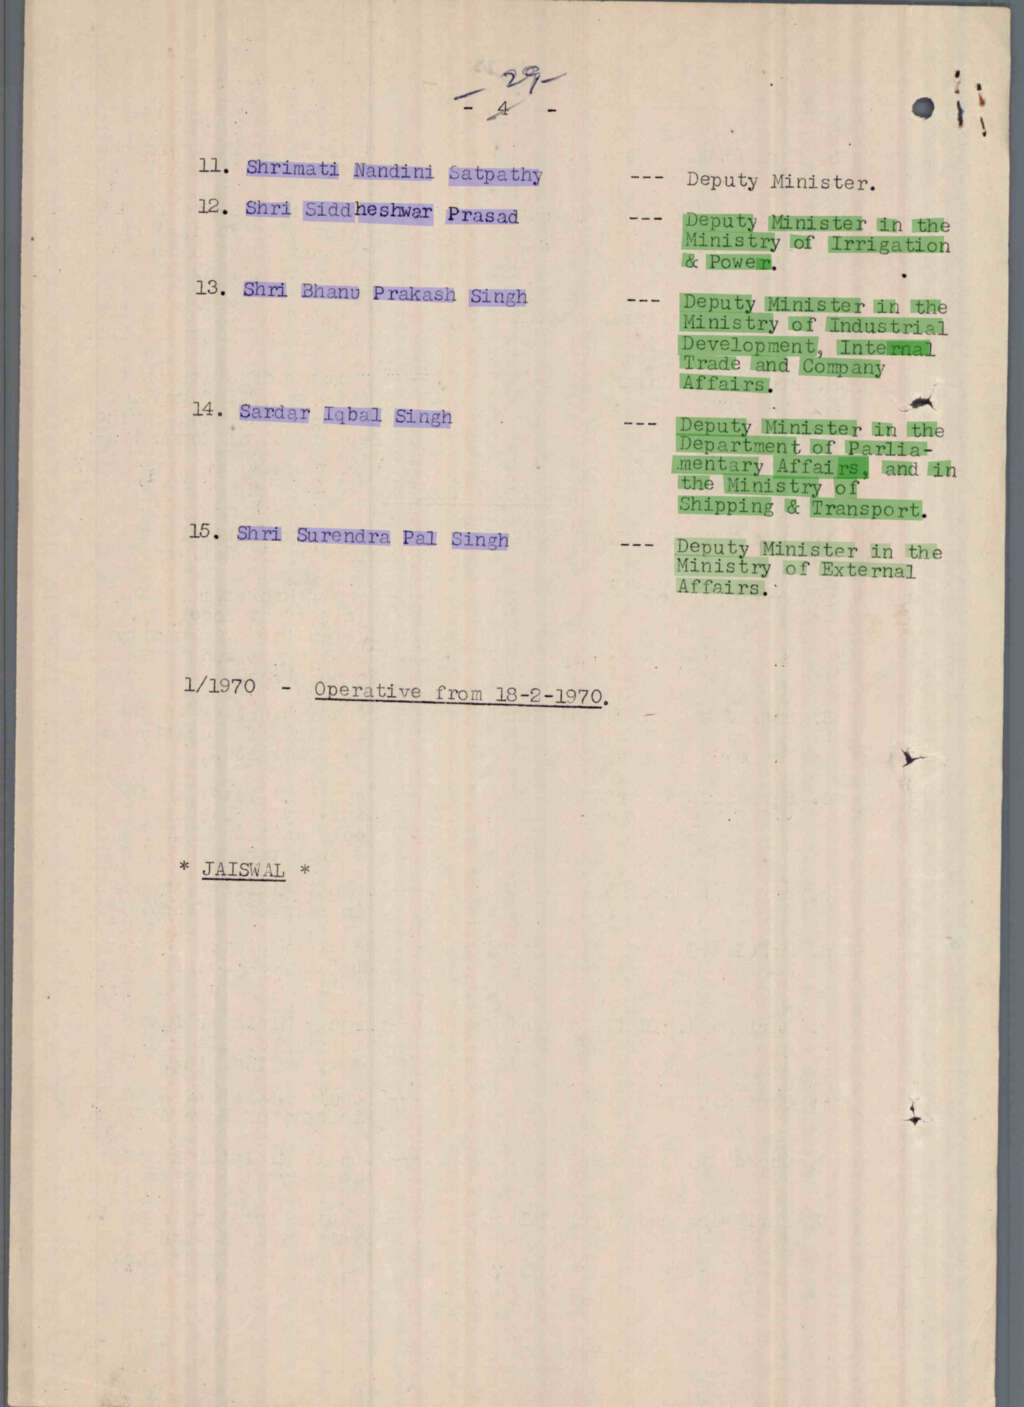 29
- 4 -
11. Shrimati Nandini Satpathy --- Deputy Minister.
12. Shri Siddheshwar Prasad --- Deputy Minister in the
Ministry of Irrigation
& Power.
13. Shri Bhanu Prakash Singh --- Deputy Minister in the
Ministry of Industrial
Development, Internal
Trade and Company
Affairs.
14. Sardar Iqbal Singh --- Deputy Minister in the
Department of Parlia-
mentary Affairs, and in
the Ministry of
Shipping & Transport.
15. Shri Surendra Pal Singh --- Deputy Minister in the
Ministry of External
Affairs.
1/1970 - Operative from 18-2-1970.
* JAISWAL *